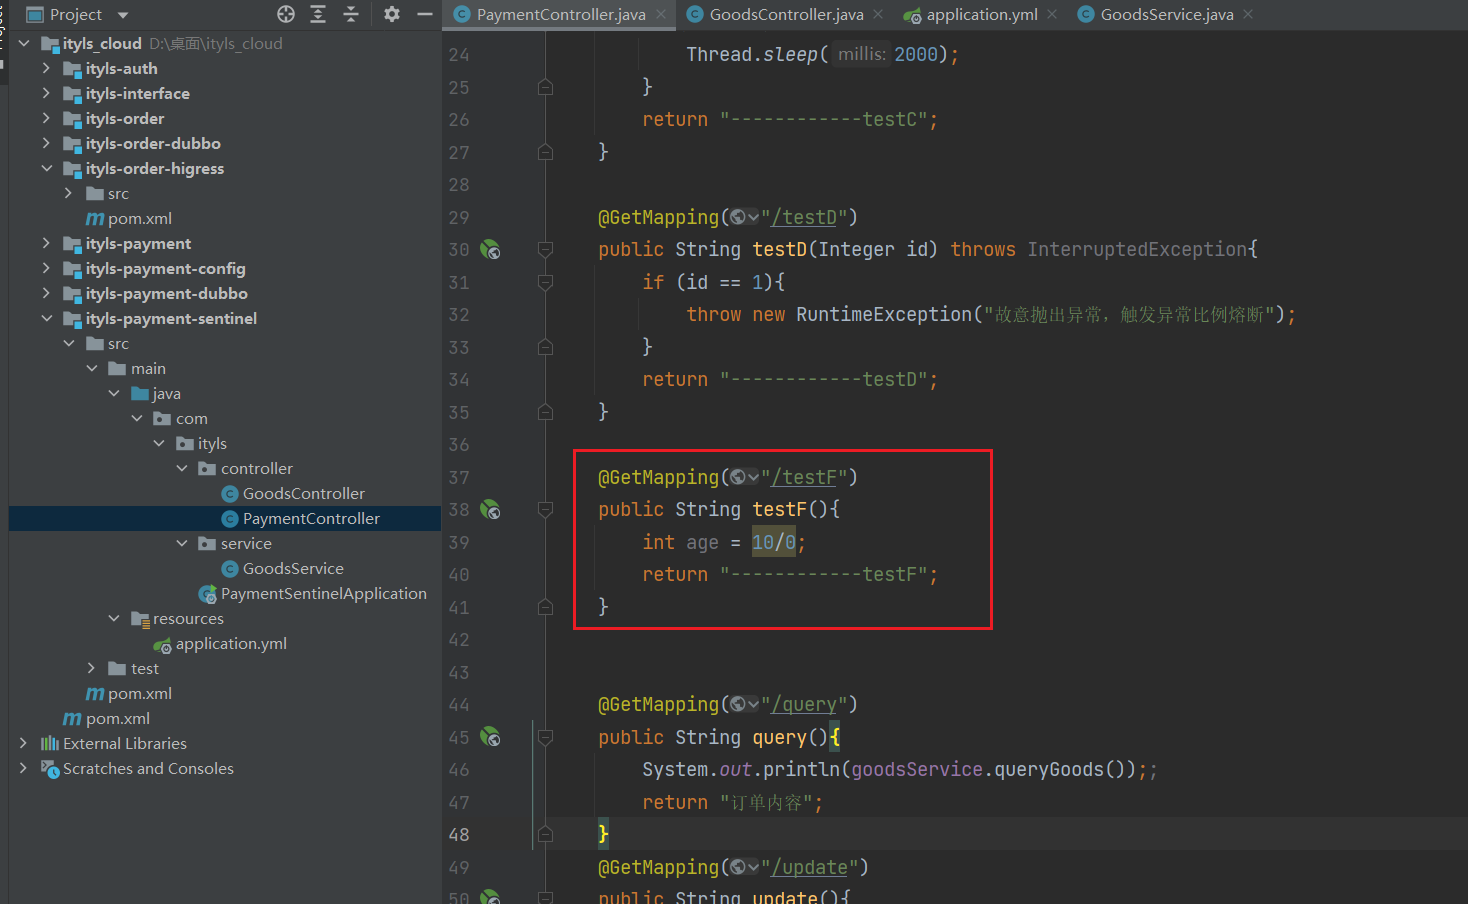 Project
ityls_cloud D:\桌面\ityls_cloud
ityls-auth
ityls-interface
ityls-order
ityls-order-dubbo
ityls-order-higress
src
pom.xml
ityls-payment
ityls-payment-config
ityls-payment-dubbo
ityls-payment-sentinel
src
main
java
com
ityls
controller
GoodsController
PaymentController
service
GoodsService
PaymentSentinelApplication
resources
application.yml
test
pom.xml
pom.xml
External Libraries
Scratches and Consoles
PaymentController.java GoodsController.java application.yml GoodsService.java
24 Thread.sleep( millis: 2000);
25 }
26 return "------------testC";
27 }
28
29 @GetMapping("/testD")
30 public String testD(Integer id) throws InterruptedException{
31 if (id == 1){
32 throw new RuntimeException("故意抛出异常，触发异常比例熔断");
33 }
34 return "------------testD";
35 }
36
37 @GetMapping("/testF")
38 public String testF(){
39 int age = 10/0;
40 return "------------testF";
41 }
42
43
44 @GetMapping("/query")
45 public String query(){
46 System.out.println(goodsService.queryGoods());;
47 return "订单内容";
48 }
49 @GetMapping("/update")
50 public String update(){